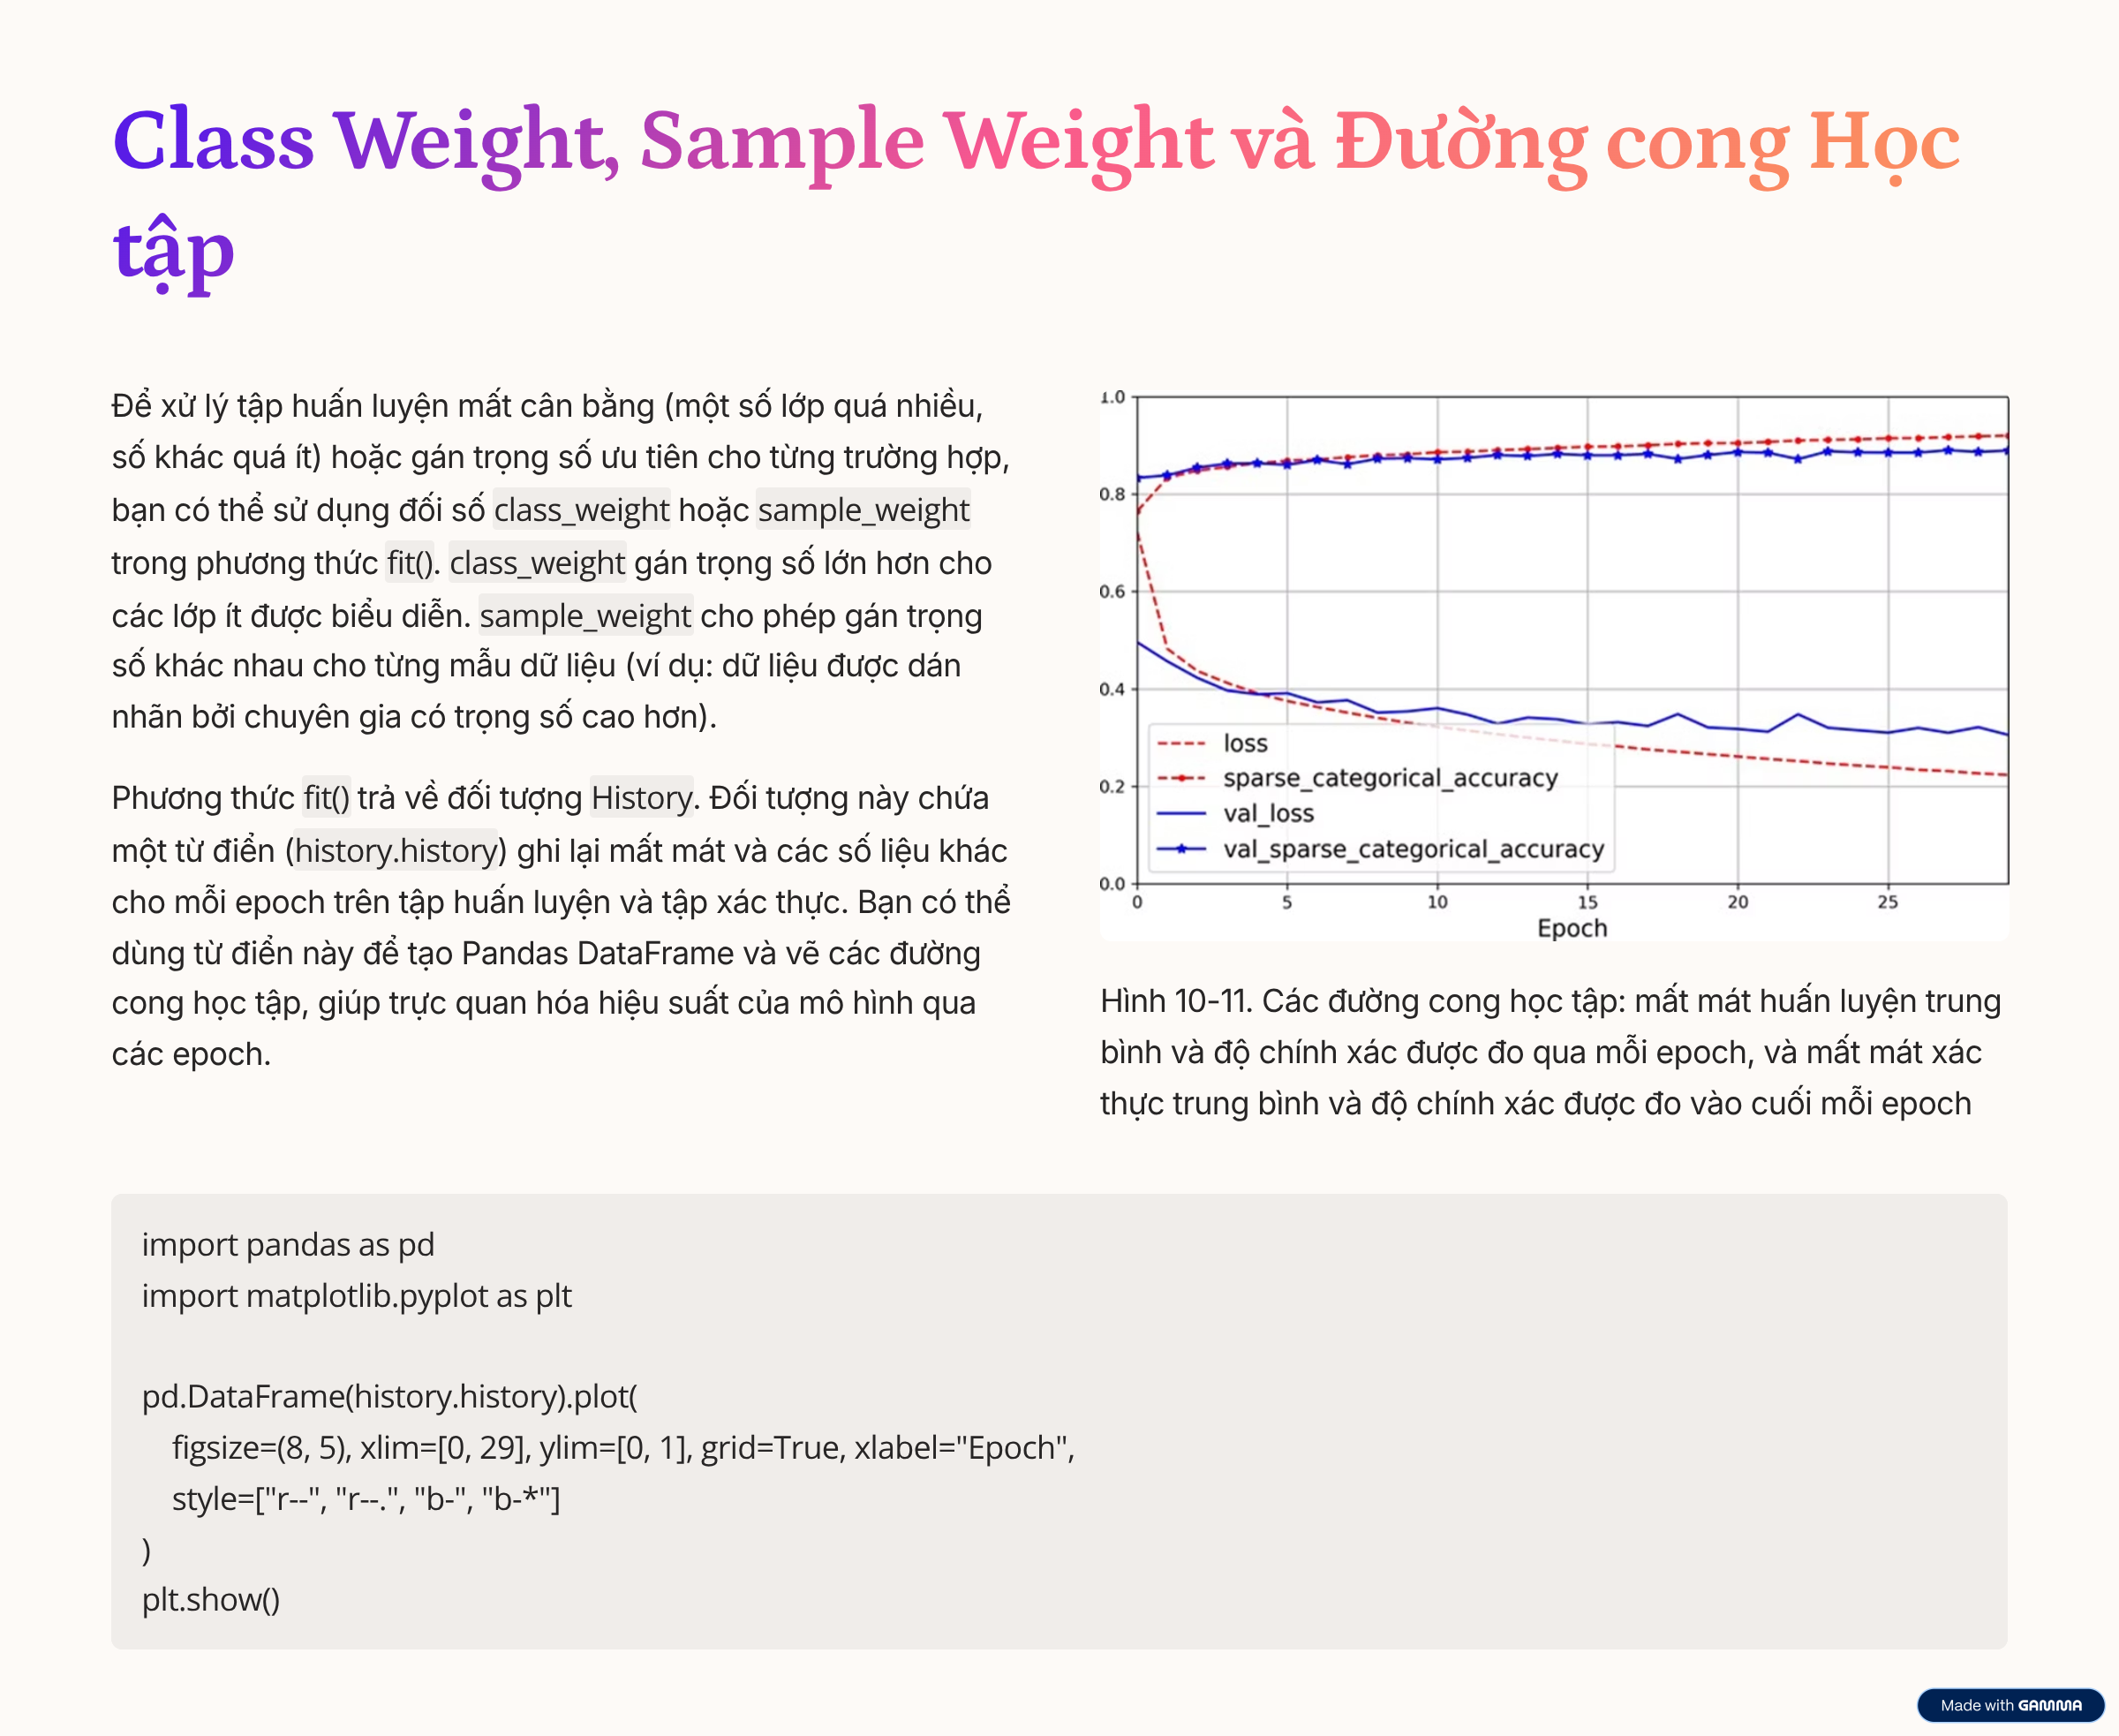 Class Weight, Sample Weight và Đường cong Học
tập
Để xử lý tập huấn luyện mất cân bằng (một số lớp quá nhiều,
số khác quá ít) hoặc gán trọng số ưu tiên cho từng trường hợp,
bạn có thể sử dụng đối số class_weight hoặc sample_weight
trong phương thức fit(). class_weight gán trọng số lớn hơn cho
các lớp ít được biểu diễn. sample_weight cho phép gán trọng
số khác nhau cho từng mẫu dữ liệu (ví dụ: dữ liệu được dán
nhãn bởi chuyên gia có trọng số cao hơn).
Phương thức fit() trả về đối tượng History. Đối tượng này chứa
một từ điển (history.history) ghi lại mất mát và các số liệu khác
cho mỗi epoch trên tập huấn luyện và tập xác thực. Bạn có thể
dùng từ điển này để tạo Pandas DataFrame và vẽ các đường
cong học tập, giúp trực quan hóa hiệu suất của mô hình qua
các epoch.
1.0
0.8
0.6
0.4
0.2
0.0
loss
sparse_categorical_accuracy
val_loss
val_sparse_categorical_accuracy
0 5 10 15 20 25
Epoch
Hình 10-11. Các đường cong học tập: mất mát huấn luyện trung
bình và độ chính xác được đo qua mỗi epoch, và mất mát xác
thực trung bình và độ chính xác được đo vào cuối mỗi epoch
import pandas as pd
import matplotlib.pyplot as plt
pd.DataFrame(history.history).plot(
figsize=(8, 5), xlim=[0, 29], ylim=[0, 1], grid=True, xlabel="Epoch",
style=["r--", "r--.", "b-", "b-*"]
)
plt.show()
Made with GAMMA